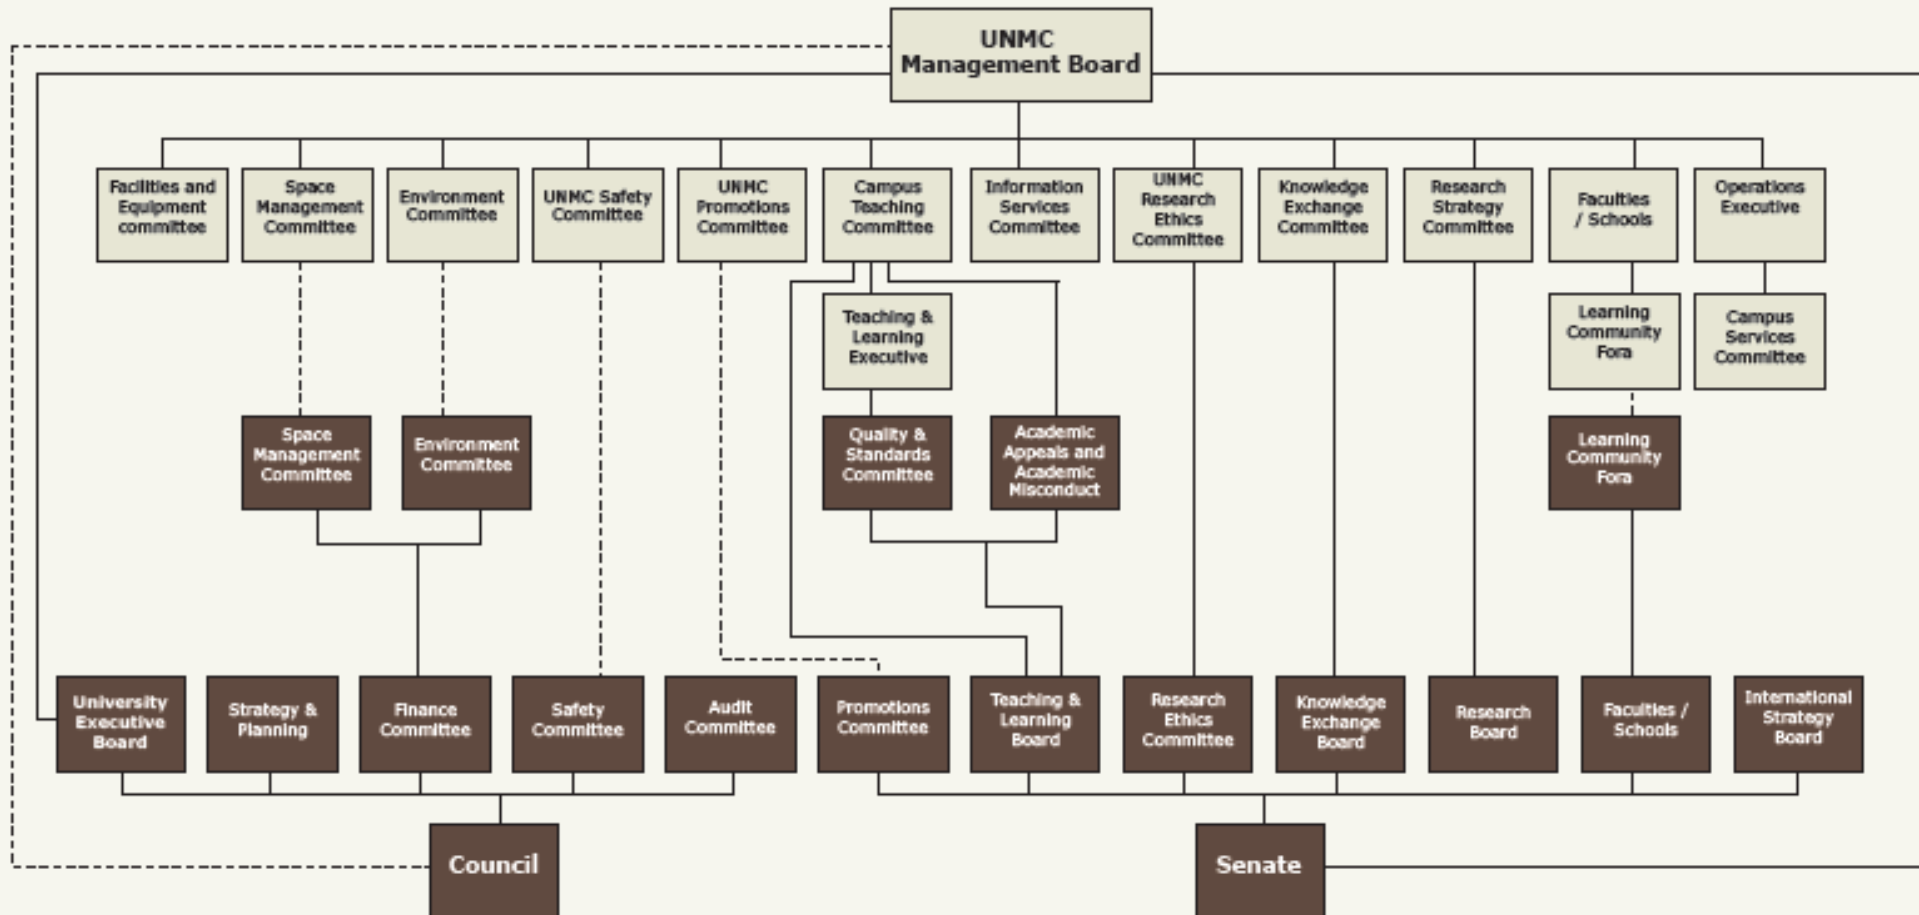 UNMC
Management Board
Facilities and
Equipment
committee
Space
Management
Committee
Environment
Committee
UNMC Safety
Committee
UNMC
Promotions
Committee
Campus
Teaching
Committee
Information
Services
Committee
UNMC
Research
Ethics
Committee
Knowledge
Exchange
Committee
Research
Strategy
Committee
Faculties
/ Schools
Operations
Executive
Teaching &
Learning
Executive
Learning
Community
Fora
Campus
Services
Committee
Space
Management
Committee
Environment
Committee
Quality &
Standards
Committee
Academic
Appeals and
Academic
Misconduct
Learning
Community
Fora
University
Executive
Board
Strategy &
Planning
Finance
Committee
Safety
Committee
Audit
Committee
Promotions
Committee
Teaching &
Learning
Board
Research
Ethics
Committee
Knowledge
Exchange
Board
Research
Board
Faculties /
Schools
International
Strategy
Board
Council
Senate